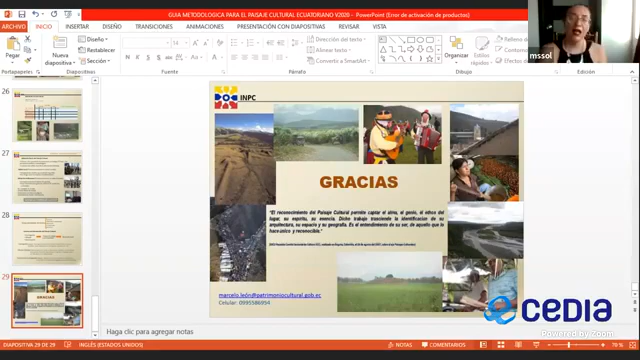 GUIA METODOLOGICA PARA EL PAISAJE CULTURAL ECUATORIANO V2020 - PowerPoint (Error de activación de productos)
ARCHIVO INICIO INSERTAR DISEÑO TRANSICIONES ANIMACIONES PRESENTACIÓN CON DIAPOSITIVAS REVISAR VISTA
Pegar
Nueva diapositiva
Diseño
Restablecer
Sección
Dirección del texto
Alinear texto
Convertir a SmartArt
Organizar
Estilos rápidos
Relleno de
Contorno
Portapapeles
Diapositivas
Fuente
Párrafo
Dibujo
mssol
26
27
28
29
INPC
GRACIAS
"El reconocimiento del Paisaje Cultural permite captar el alma, el genio, el ethos del
lugar, su espíritu, su esencia. Dicho trabajo trasciende la identificación de su
arquitectura, su espacio y su geografía. Es el entendimiento de su ser, de aquello que lo
hace único y reconocible."
marcelo.león@patrimoniocultural.gob.ec
Celular: 0995586954
cedia
Powered by Zoom
Haga clic para agregar notas
DIAPOSITIVA 29 DE 29 INGLÉS (ESTADOS UNIDOS) NOTAS COMENTARIOS 70 %